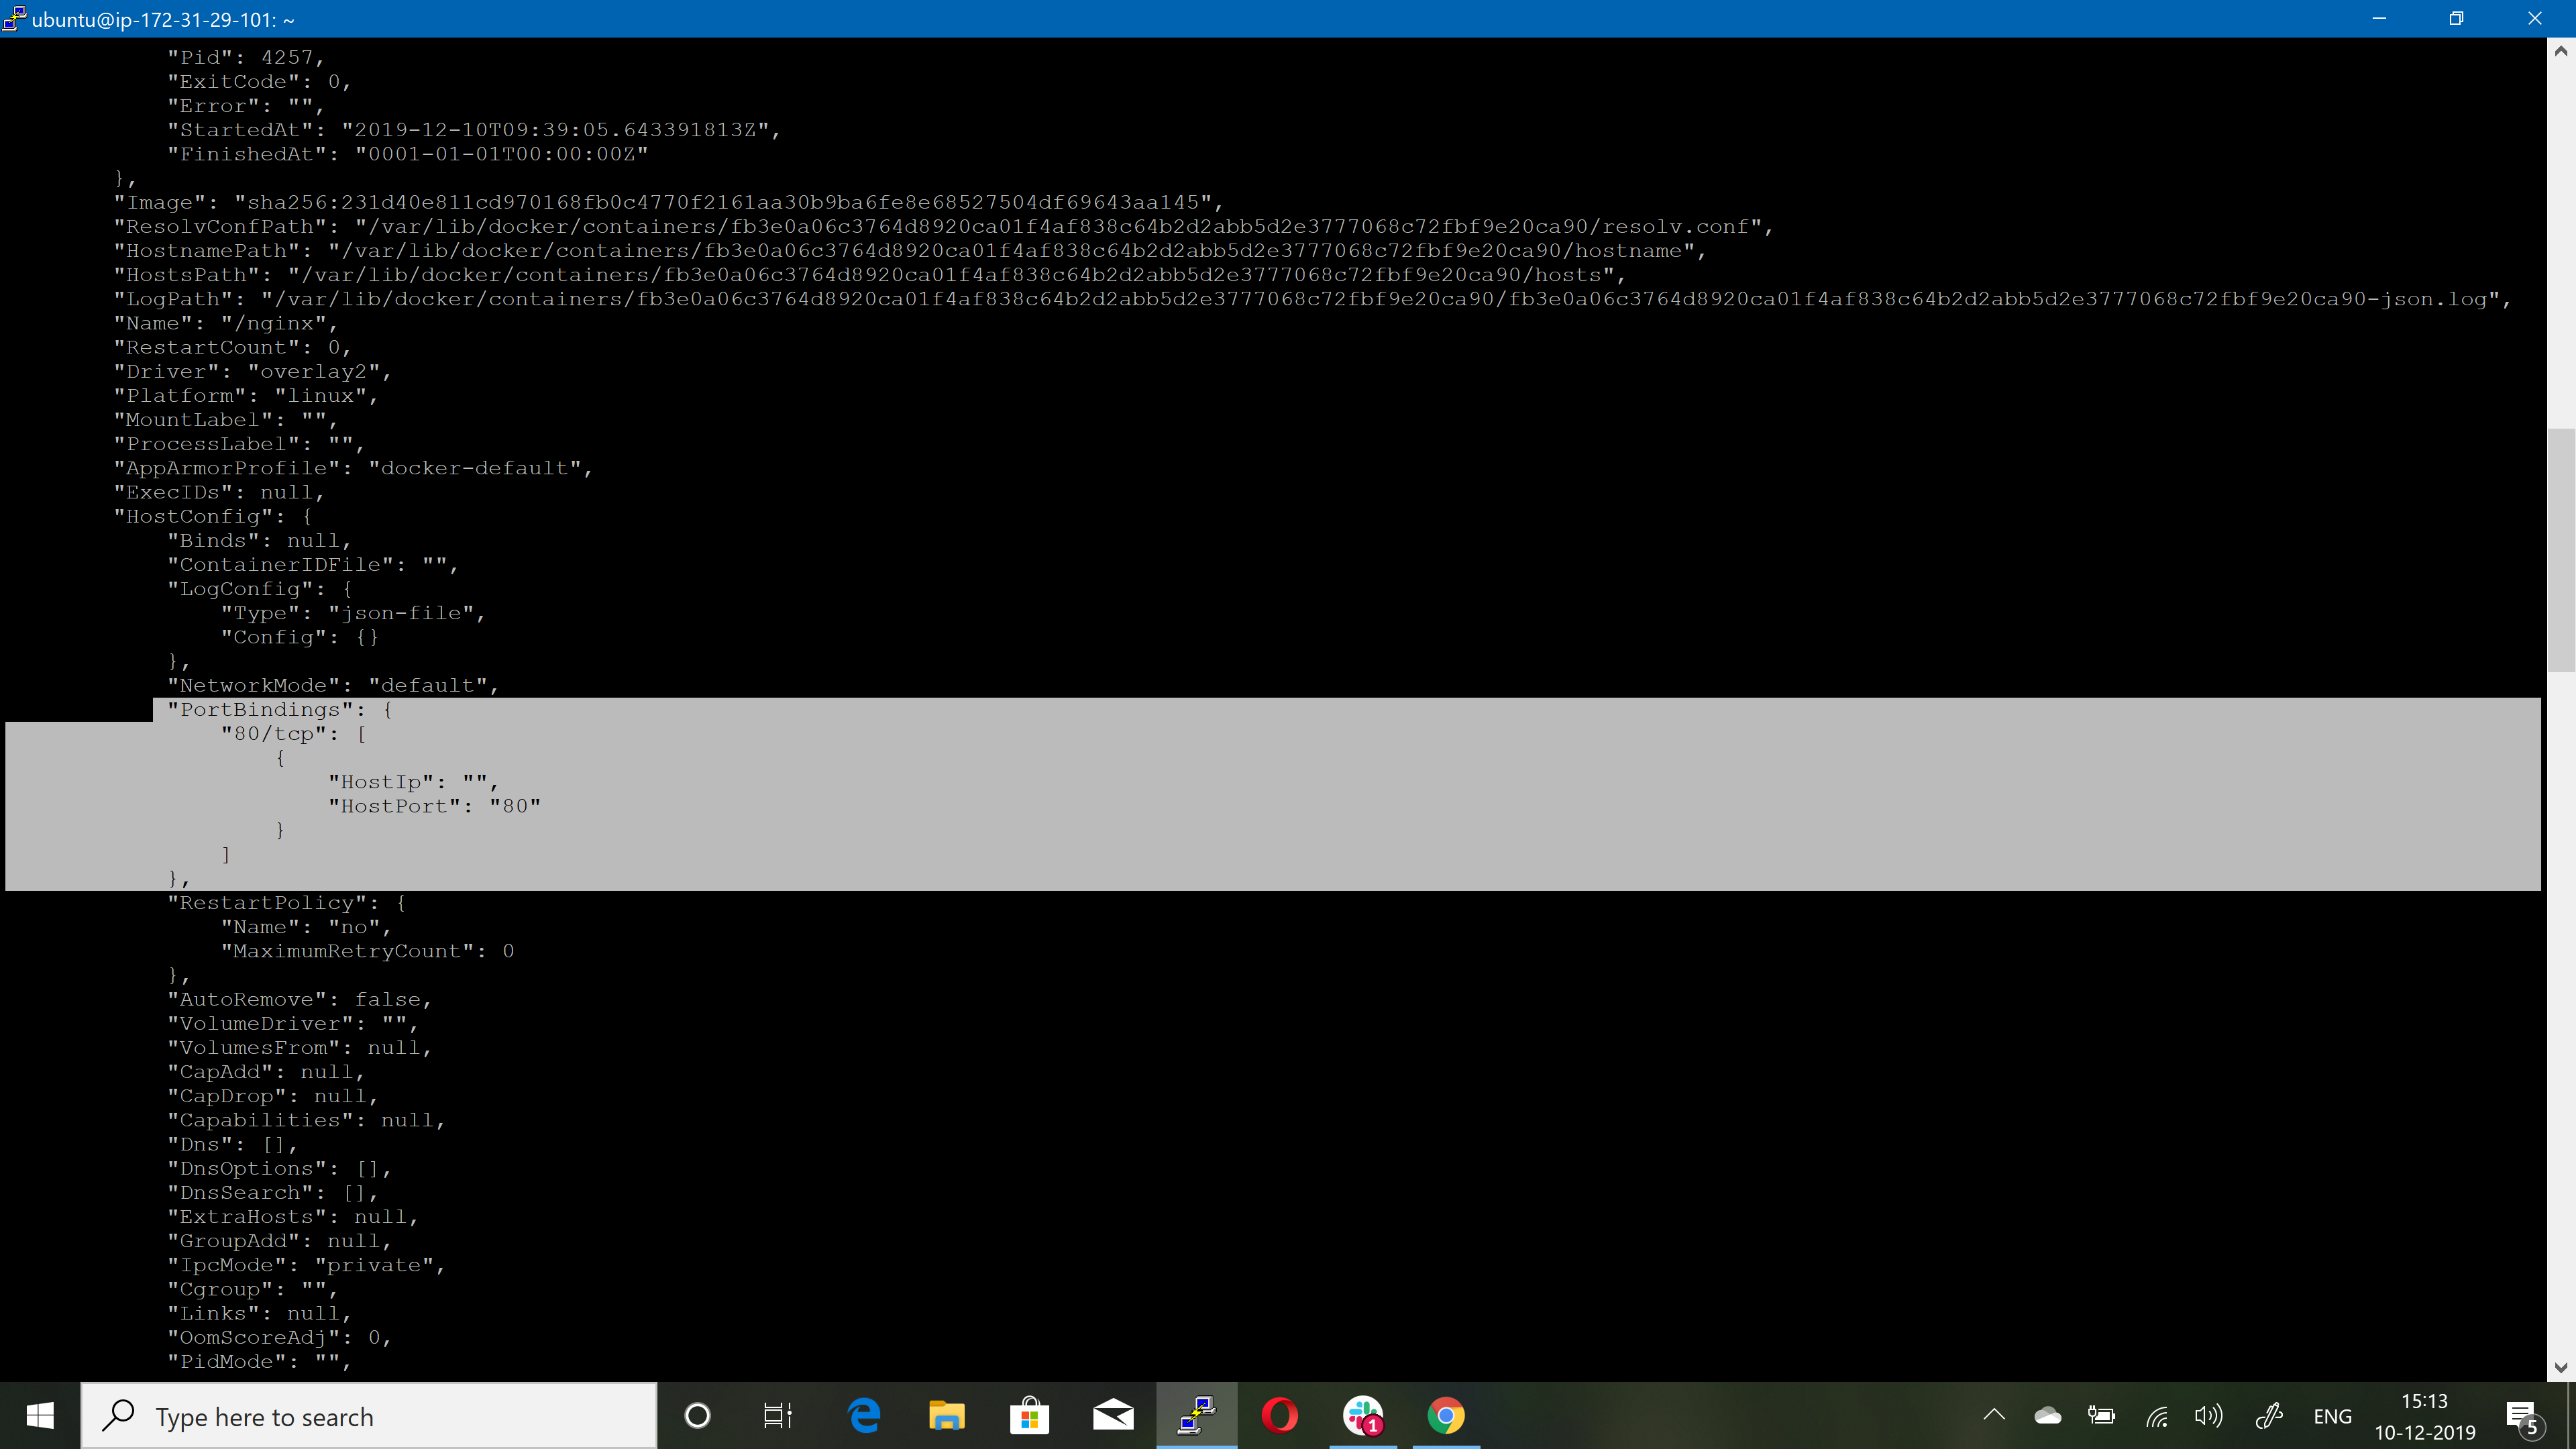 ubuntu@ip-172-31-29-101: ~
"Pid": 4257,
"ExitCode": 0,
"Error": "",
"StartedAt": "2019-12-10T09:39:05.643391813Z",
"FinishedAt": "0001-01-01T00:00:00Z"
},
"Image": "sha256:231d40e811cd970168fb0c4770f2161aa30b9ba6fe8e68527504df69643aa145",
"ResolvConfPath": "/var/lib/docker/containers/fb3e0a06c3764d8920ca01f4af838c64b2d2abb5d2e3777068c72fbf9e20ca90/resolv.conf",
"HostnamePath": "/var/lib/docker/containers/fb3e0a06c3764d8920ca01f4af838c64b2d2abb5d2e3777068c72fbf9e20ca90/hostname",
"HostsPath": "/var/lib/docker/containers/fb3e0a06c3764d8920ca01f4af838c64b2d2abb5d2e3777068c72fbf9e20ca90/hosts",
"LogPath": "/var/lib/docker/containers/fb3e0a06c3764d8920ca01f4af838c64b2d2abb5d2e3777068c72fbf9e20ca90/fb3e0a06c3764d8920ca01f4af838c64b2d2abb5d2e3777068c72fbf9e20ca90-json.log",
"Name": "/nginx",
"RestartCount": 0,
"Driver": "overlay2",
"Platform": "linux",
"MountLabel": "",
"ProcessLabel": "",
"AppArmorProfile": "docker-default",
"ExecIDs": null,
"HostConfig": {
"Binds": null,
"ContainerIDFile": "",
"LogConfig": {
"Type": "json-file",
"Config": {}
},
"NetworkMode": "default",
"PortBindings": {
"80/tcp": [
{
"HostIp": "",
"HostPort": "80"
}
]
},
"RestartPolicy": {
"Name": "no",
"MaximumRetryCount": 0
},
"AutoRemove": false,
"VolumeDriver": "",
"VolumesFrom": null,
"CapAdd": null,
"CapDrop": null,
"Capabilities": null,
"Dns": [],
"DnsOptions": [],
"DnsSearch": [],
"ExtraHosts": null,
"GroupAdd": null,
"IpcMode": "private",
"Cgroup": "",
"Links": null,
"OomScoreAdj": 0,
"PidMode": "",
Type here to search
1
ENG
15:13
10-12-2019
5